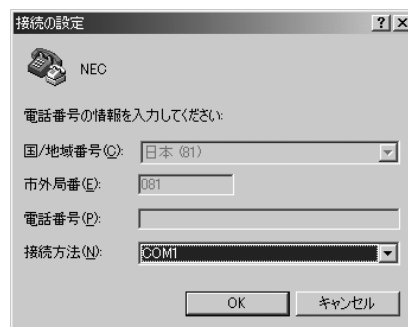 接続の設定
NEC
電話番号の情報を入力してください:
国/地域番号(C): 日本 (81)
市外局番(E): 081
電話番号(P):
接続方法(N): COM1
OK キャンセル